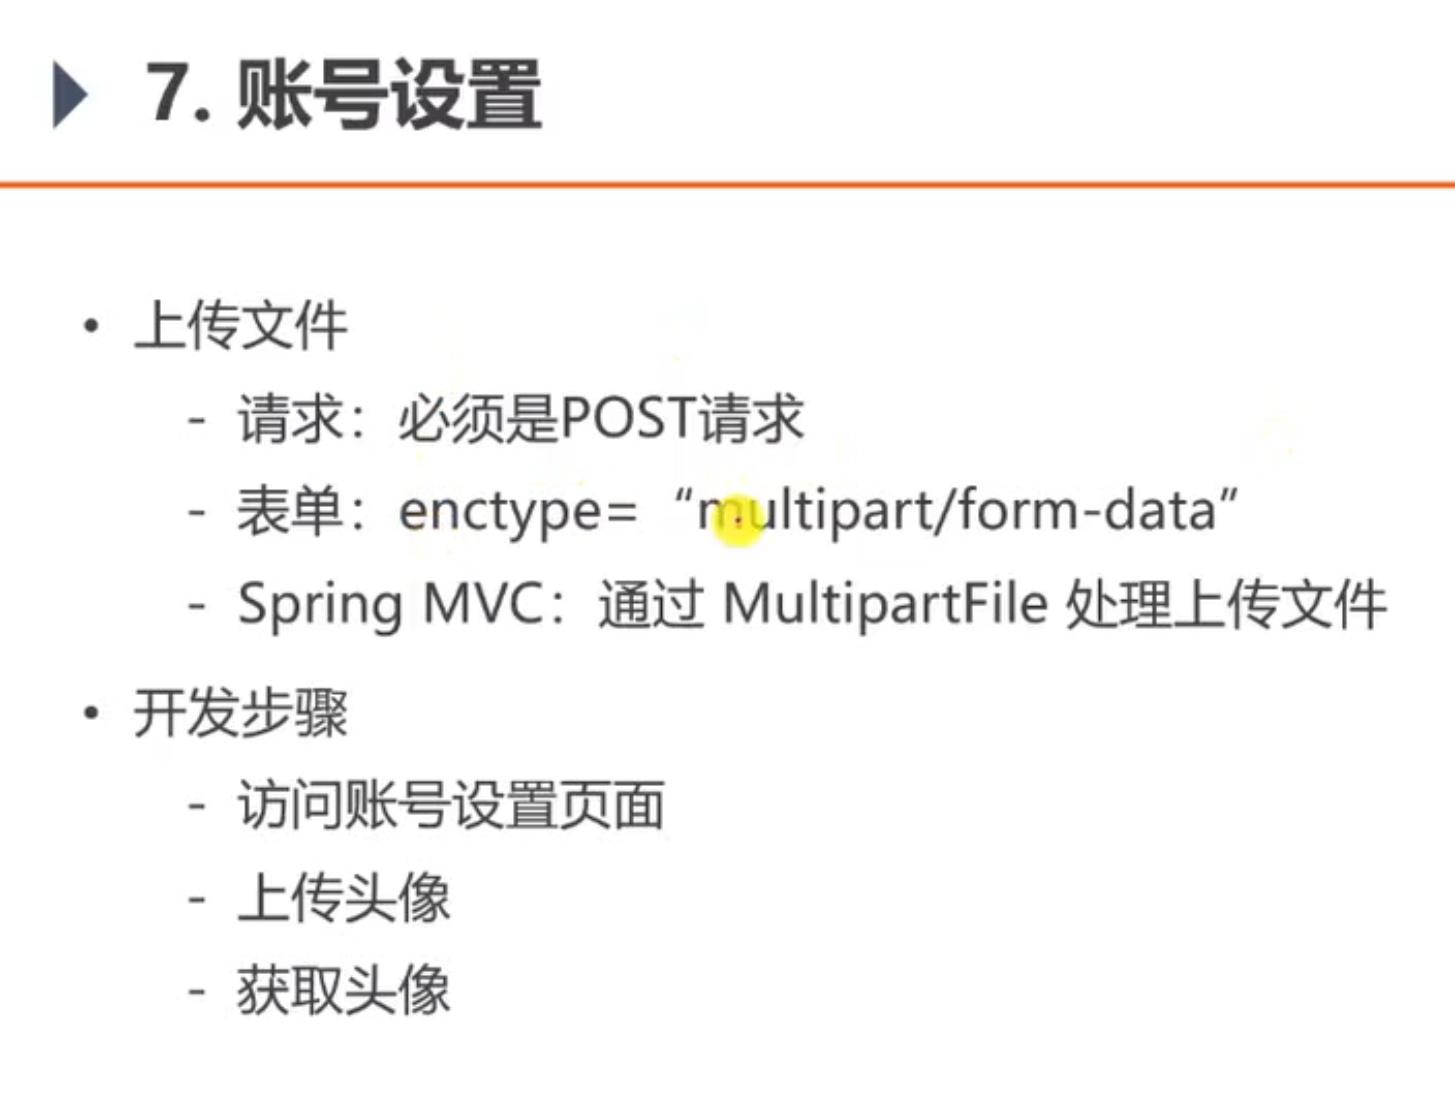 7. 账号设置
• 上传文件
- 请求：必须是POST请求
- 表单：enctype= “multipart/form-data”
- Spring MVC：通过 MultipartFile 处理上传文件
• 开发步骤
- 访问账号设置页面
- 上传头像
- 获取头像